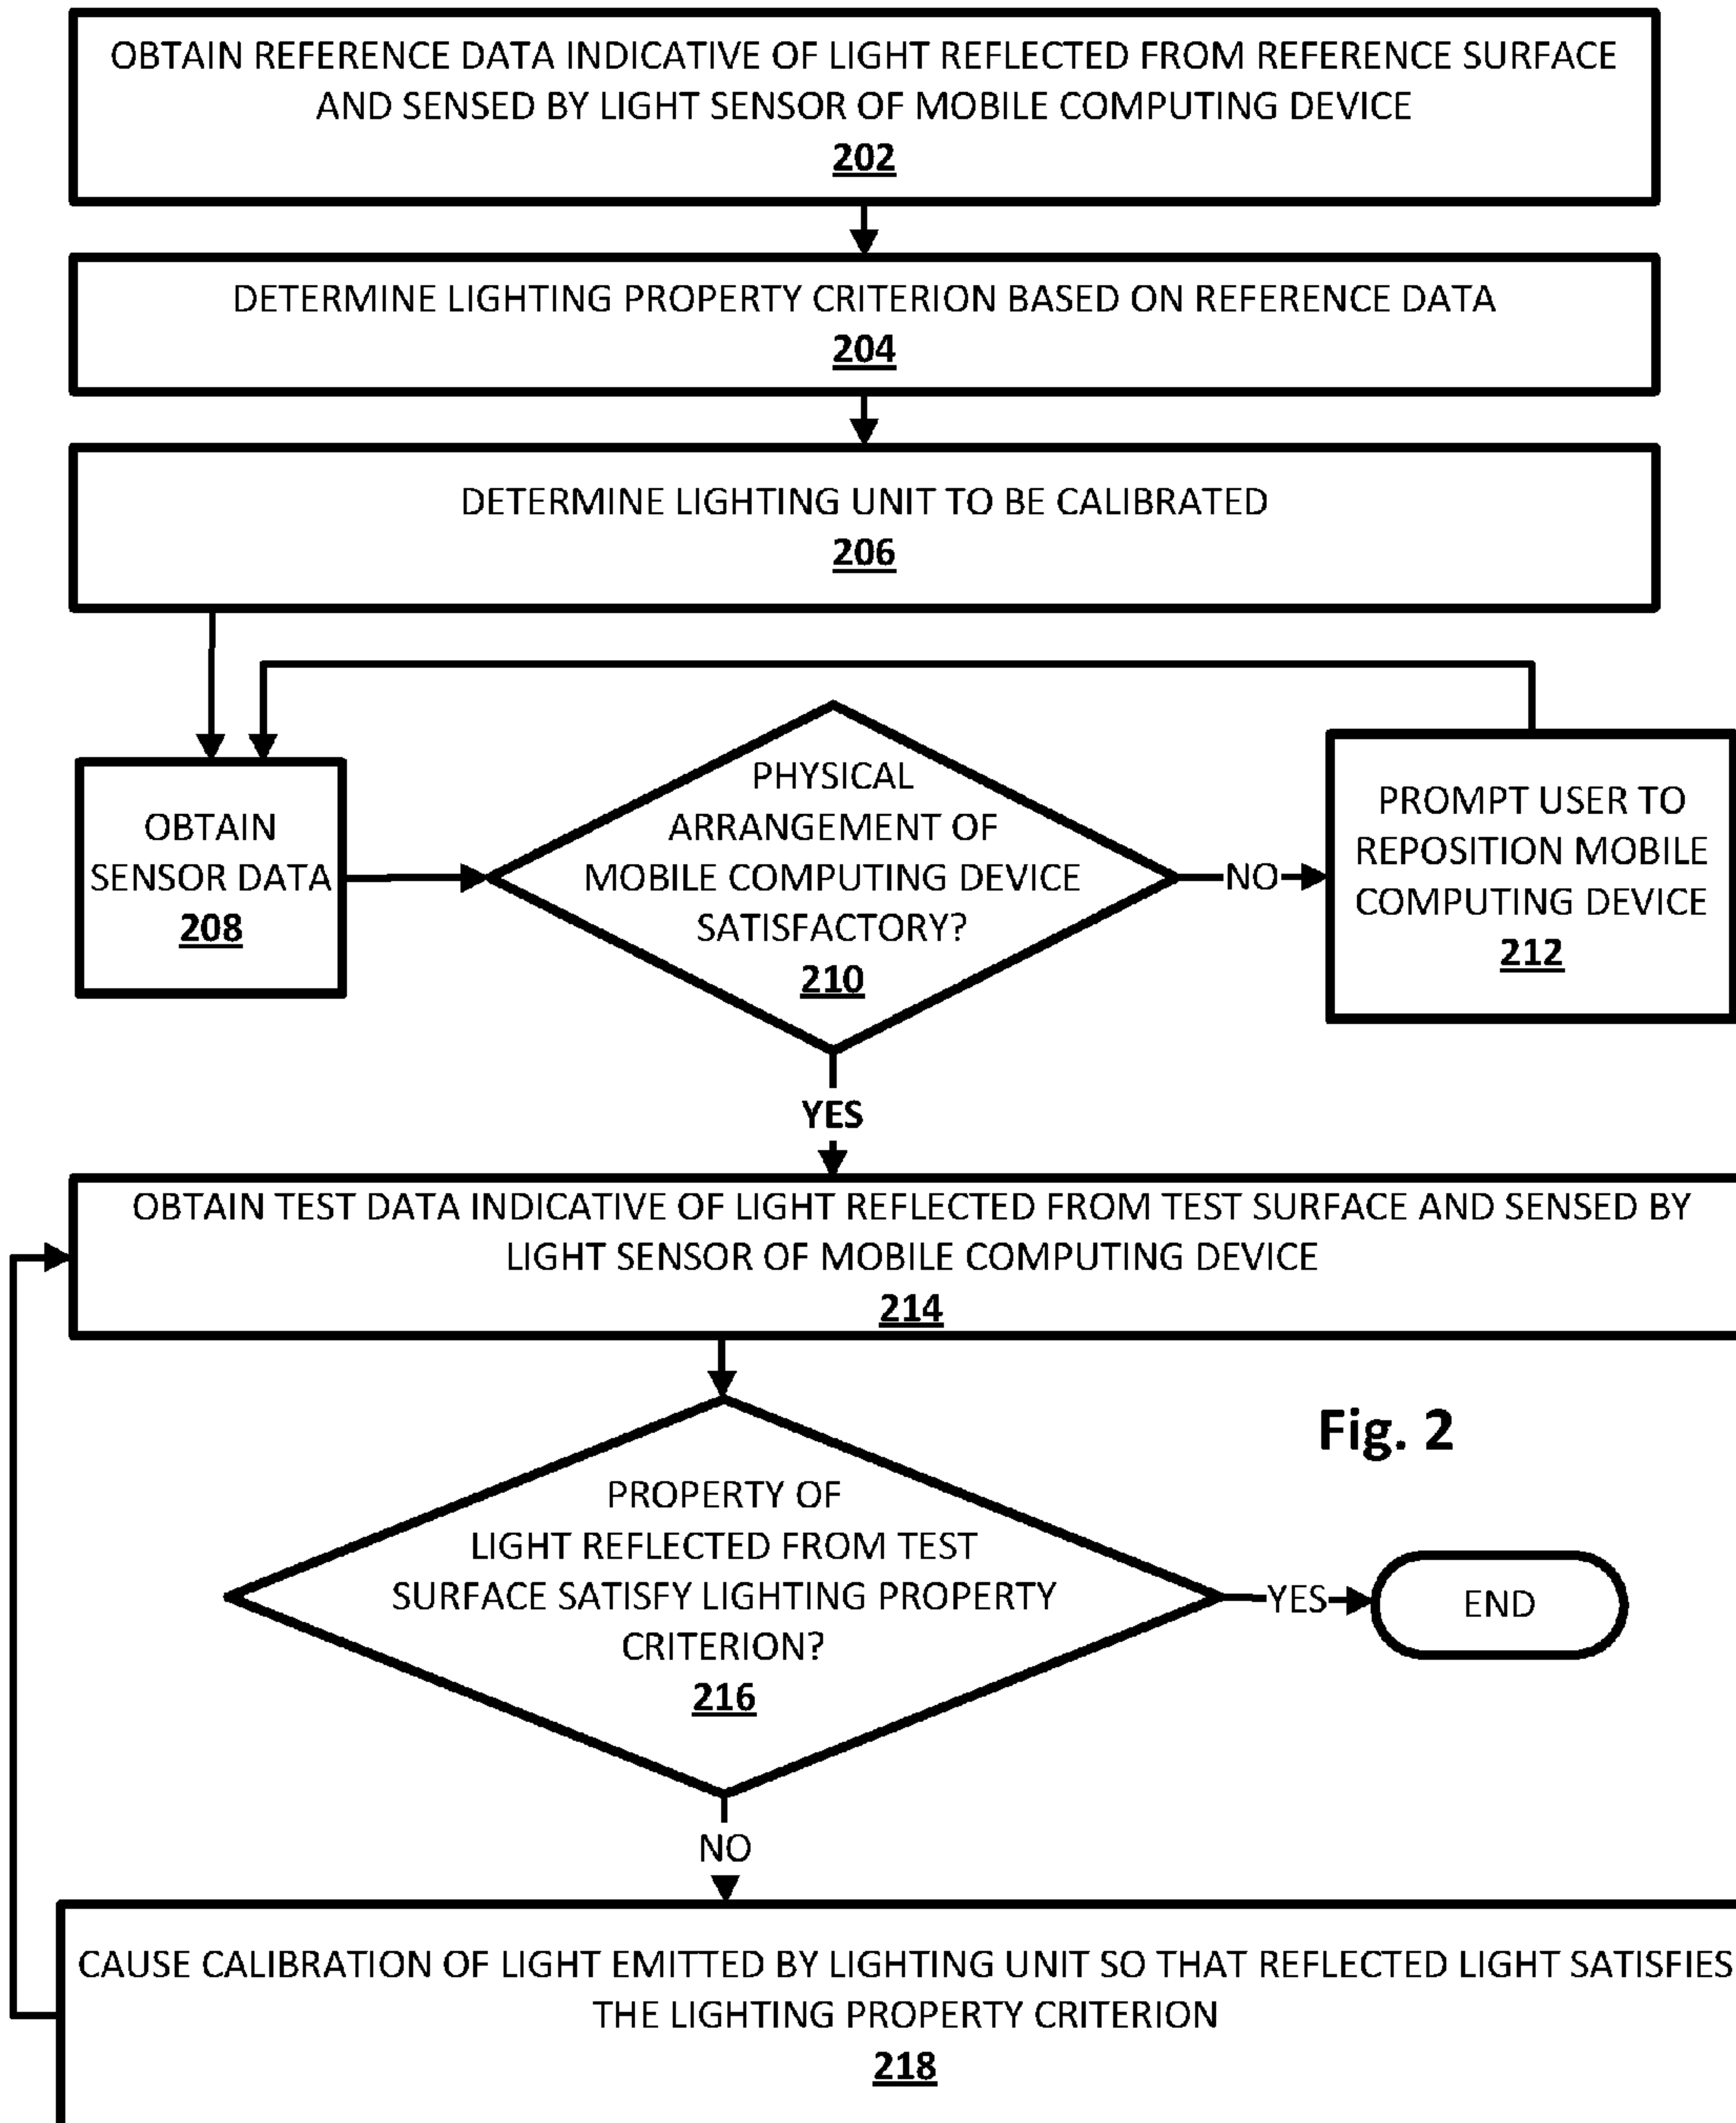 OBTAIN REFERENCE DATA INDICATIVE OF LIGHT REFLECTED FROM REFERENCE SURFACE
AND SENSED BY LIGHT SENSOR OF MOBILE COMPUTING DEVICE
202
DETERMINE LIGHTING PROPERTY CRITERION BASED ON REFERENCE DATA
204
DETERMINE LIGHTING UNIT TO BE CALIBRATED
206
OBTAIN
SENSOR DATA
208
PHYSICAL
ARRANGEMENT OF
MOBILE COMPUTING DEVICE
SATISFACTORY?
210
NO
PROMPT USER TO
REPOSITION MOBILE
COMPUTING DEVICE
212
YES
OBTAIN TEST DATA INDICATIVE OF LIGHT REFLECTED FROM TEST SURFACE AND SENSED BY
LIGHT SENSOR OF MOBILE COMPUTING DEVICE
214
Fig. 2
PROPERTY OF
LIGHT REFLECTED FROM TEST
SURFACE SATISFY LIGHTING PROPERTY
CRITERION?
216
YES
END
NO
CAUSE CALIBRATION OF LIGHT EMITTED BY LIGHTING UNIT SO THAT REFLECTED LIGHT SATISFIES
THE LIGHTING PROPERTY CRITERION
218